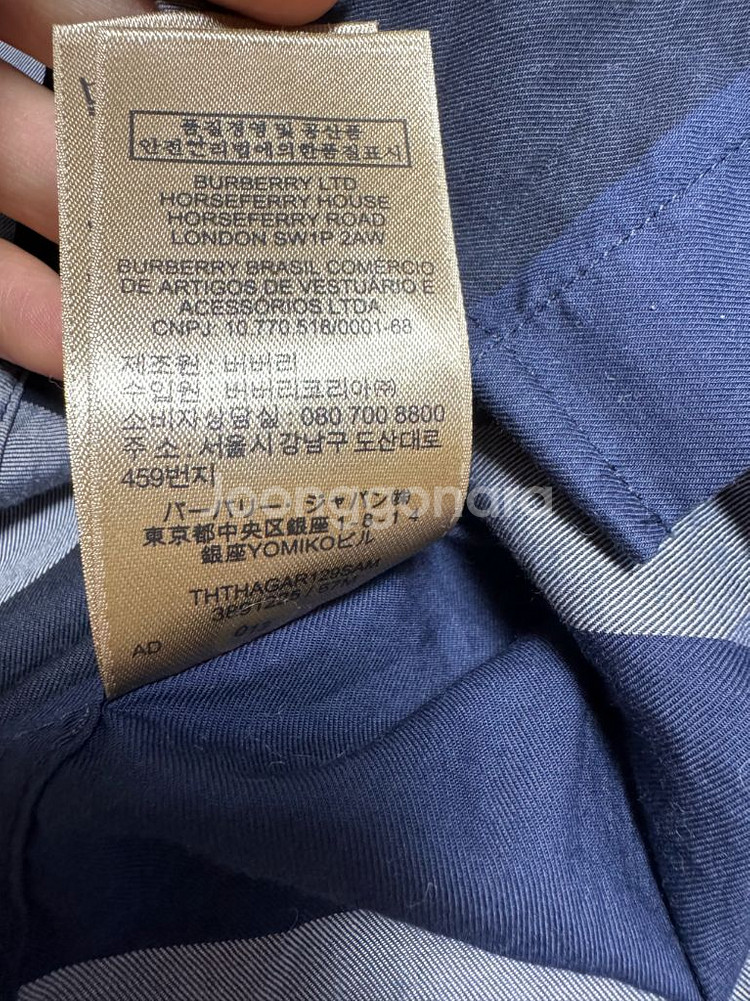 품질경영 및 공산품
안전관리법에의한품질표시
BURBERRY LTD
HORSEFERRY HOUSE
HORSEFERRY ROAD
LONDON SW1P 2AW
BURBERRY BRASIL COMÉRCIO
DE ARTIGOS DE VESTUÁRIO E
ACESSÓRIOS LTDA
CNPJ: 10.770.518/0001-68
제조원 : 버버리
수입원 : 버버리코리아㈜
소비자상담실 : 080 700 8800
주 소 : 서울시 강남구 도산대로
459번지
Joonggonara
バーバリー・ジャパン㈱
東京都中央区銀座1-8-14
銀座YOMIKOビル
THTHAGAR129SAM
AD